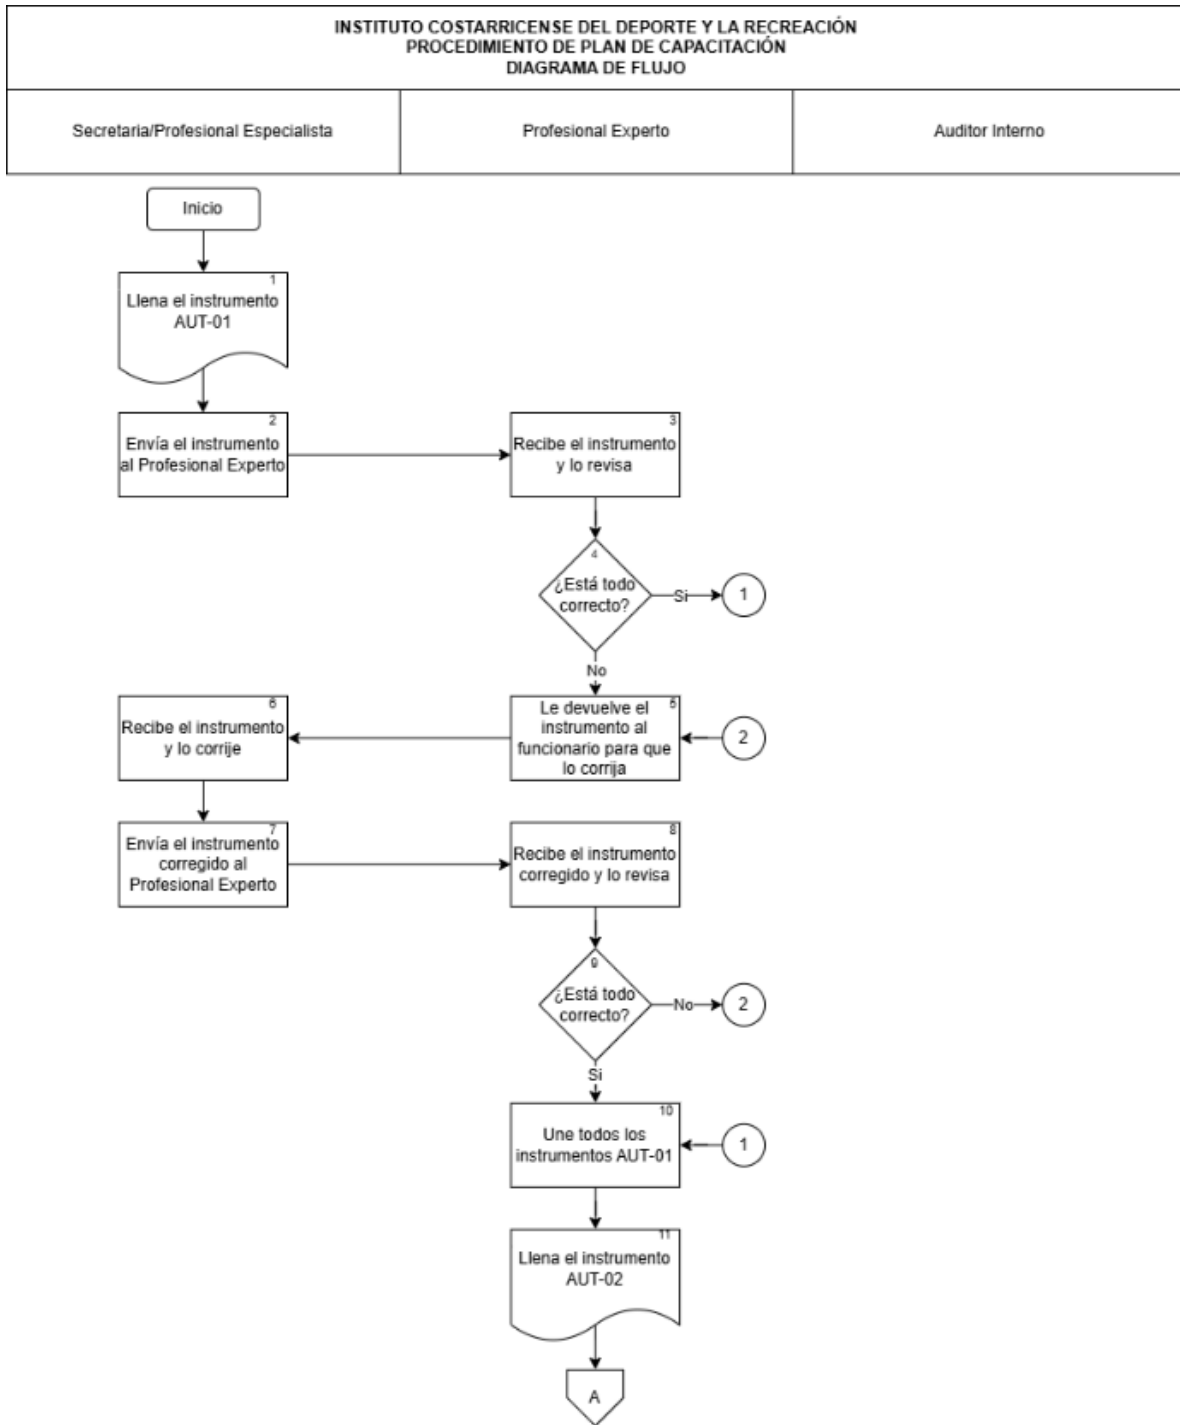 INSTITUTO COSTARRICENSE DEL DEPORTE Y LA RECREACIÓN
PROCEDIMIENTO DE PLAN DE CAPACITACIÓN
DIAGRAMA DE FLUJO
Secretaria/Profesional Especialista
Profesional Experto
Auditor Interno
Inicio
1
Llena el instrumento
AUT-01
2
Envía el instrumento
al Profesional Experto
3
Recibe el instrumento
y lo revisa
4
¿Está todo
correcto?
Si
1
No
5
Le devuelve el
instrumento al
funcionario para que
lo corrija
2
6
Recibe el instrumento
y lo corrije
7
Envía el instrumento
corregido al
Profesional Experto
8
Recibe el instrumento
corregido y lo revisa
9
¿Está todo
correcto?
No
2
Si
10
Une todos los
instrumentos AUT-01
1
11
Llena el instrumento
AUT-02
A